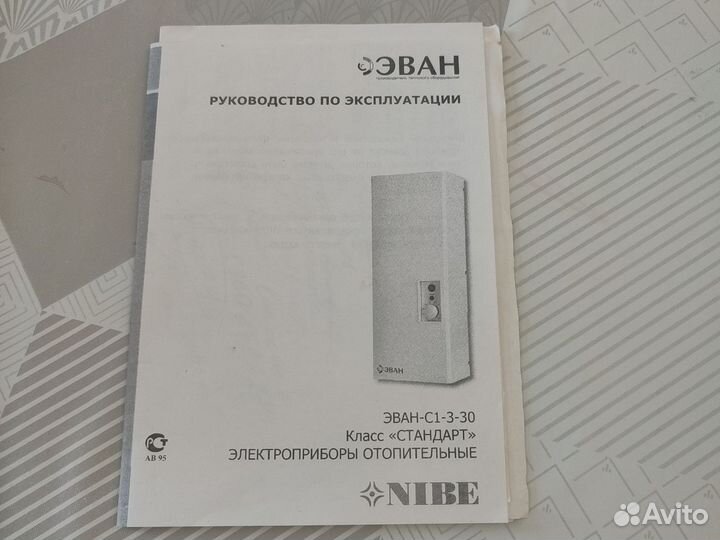 ЭВАН
производитель теплового оборудования
РУКОВОДСТВО ПО ЭКСПЛУАТАЦИИ
ЭВАН
ЭВАН-С1-3-30
Класс «СТАНДАРТ»
ЭЛЕКТРОПРИБОРЫ ОТОПИТЕЛЬНЫЕ
РСТ
АВ 95
NIBE
Avito